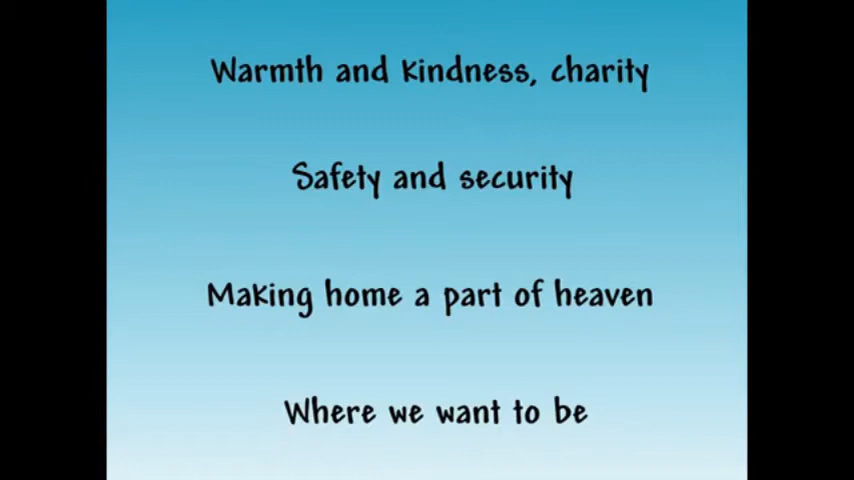 Warmth and kindness, charity
Safety and security
Making home a part of heaven
Where we want to be